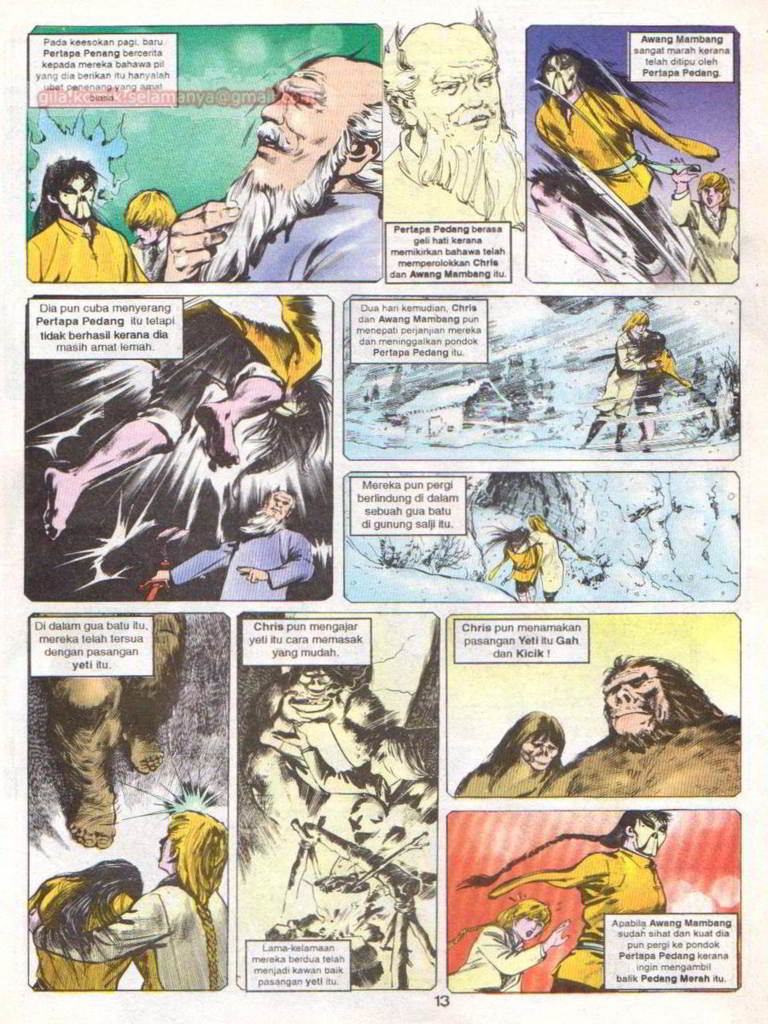 Pada keesokan pagi, baru
Pertapa Penang bercerita
kepada mereka bahawa pil
yang dia berikan itu hanyalah
ubat penenang yang amat
biasa.
gila.komik.selamanya@gmail.com
Pertapa Pedang berasa
geli hati kerana
memikirkan bahawa telah
memperolokkan Chris
dan Awang Mambang itu.
Awang Mambang
sangat marah kerana
telah ditipu oleh
Pertapa Pedang.
Dia pun cuba menyerang
Pertapa Pedang itu tetapi
tidak berhasil kerana dia
masih amat lemah.
Dua hari kemudian, Chris
dan Awang Mambang pun
menepati perjanjian mereka
dan meninggalkan pondok
Pertapa Pedang itu.
Mereka pun pergi
berlindung di dalam
sebuah gua batu
di gunung salji itu.
Di dalam gua batu itu,
mereka telah tersua
dengan pasangan
yeti itu.
Chris pun mengajar
yeti itu cara memasak
yang mudah.
Lama-kelamaan
mereka berdua telah
menjadi kawan baik
pasangan yeti itu.
Chris pun menamakan
pasangan Yeti itu Gah
dan Kicik !
Apabila Awang Mambang
sudah sihat dan kuat dia
pun pergi ke pondok
Pertapa Pedang kerana
ingin mengambil
balik Pedang Merah itu.
13